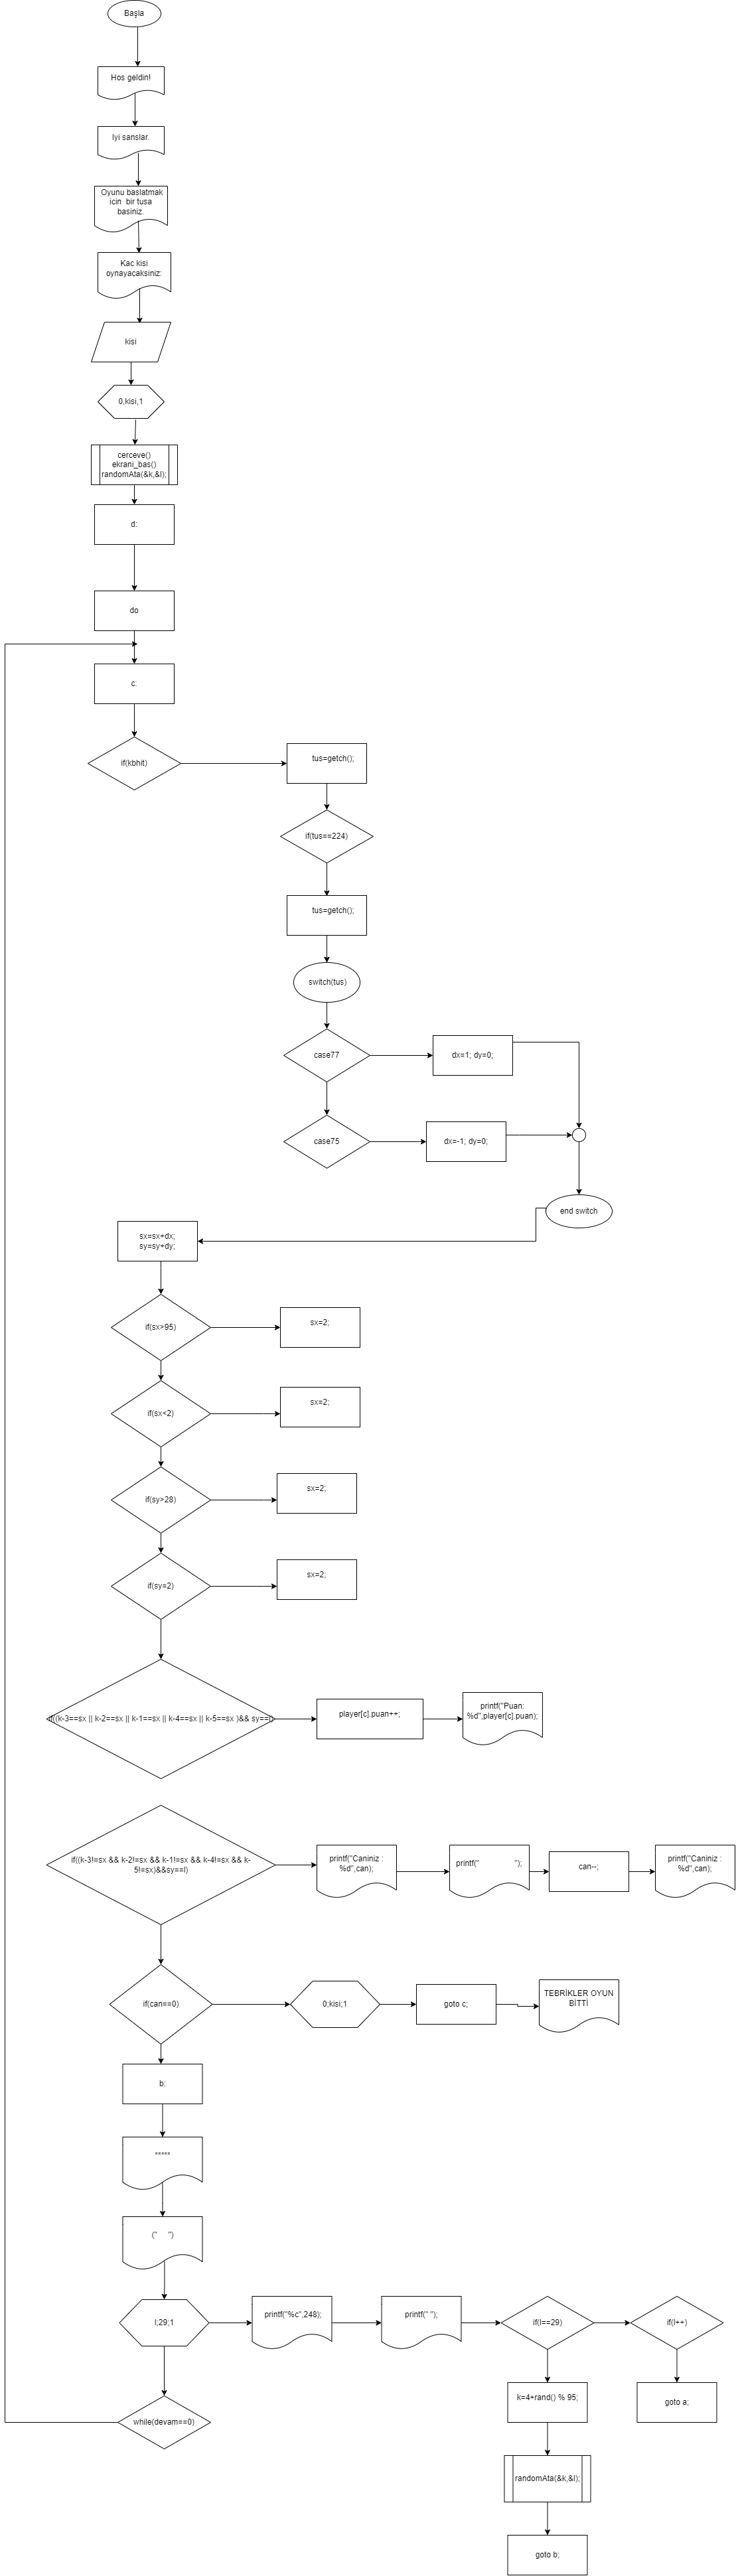 Başla
Hos geldin!
Iyi sanslar.
Oyunu baslatmak
icin bir tusa
basiniz.
Kac kisi
oynayacaksiniz:
kisi
0,kisi,1
cerceve()
ekrani_bas()
randomAta(&k,&l);
d:
do
c:
if(kbhit)
tus=getch();
if(tus==224)
tus=getch();
switch(tus)
case77
dx=1; dy=0;
case75
dx=-1; dy=0;
end switch
sx=sx+dx;
sy=sy+dy;
if(sx>95)
sx=2;
if(sx<2)
sx=2;
if(sy>28)
sx=2;
if(sy=2)
sx=2;
if((k-3==sx || k-2==sx || k-1==sx || k-4==sx || k-5==sx )&& sy==l)
player[c].puan++;
printf("Puan:
%d",player[c].puan);
if((k-3!=sx && k-2!=sx && k-1!=sx && k-4!=sx && k-
5!=sx)&&sy==l)
printf("Caniniz :
%d",can);
printf(" ");
can--;
printf("Caniniz :
%d",can);
if(can==0)
0;kisi;1
goto c;
TEBRİKLER OYUN
BİTTİ
b:
*****
(" ")
l;29;1
printf("%c",248);
printf(" ");
if(l==29)
if(l++)
k=4+rand() % 95;
goto a;
while(devam==0)
randomAta(&k,&l);
goto b;